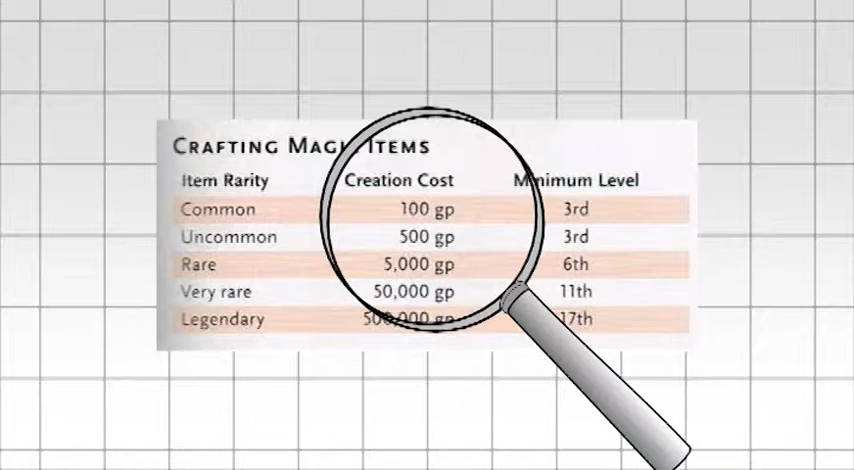 CRAFTING MAGIC ITEMS
Item Rarity Creation Cost Minimum Level
Common 100 gp 3rd
Uncommon 500 gp 3rd
Rare 5,000 gp 6th
Very rare 50,000 gp 11th
Legendary 500,000 gp 17th